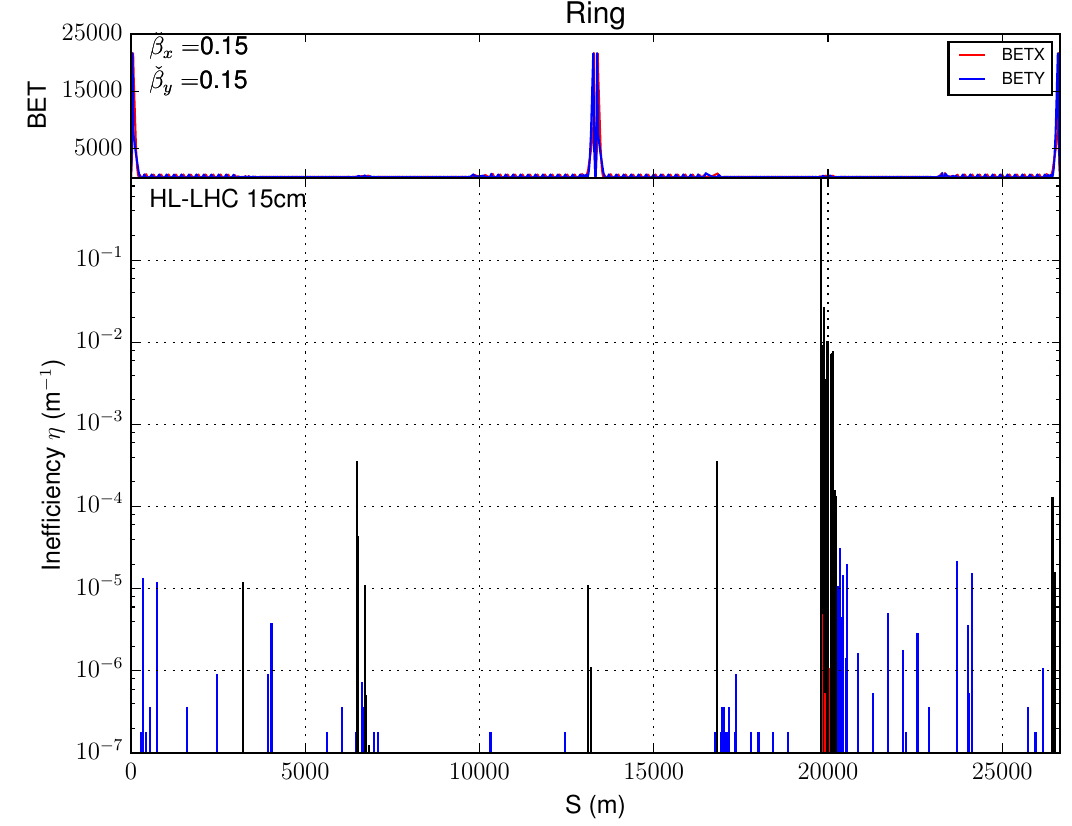 Ring
25000
15000
5000
BET
β̌x =0.15
β̌y =0.15
BETX
BETY
HL-LHC 15cm
10−1
10−2
10−3
10−4
10−5
10−6
10−7
Inefficiency η (m−1)
0 5000 10000 15000 20000 25000
S (m)